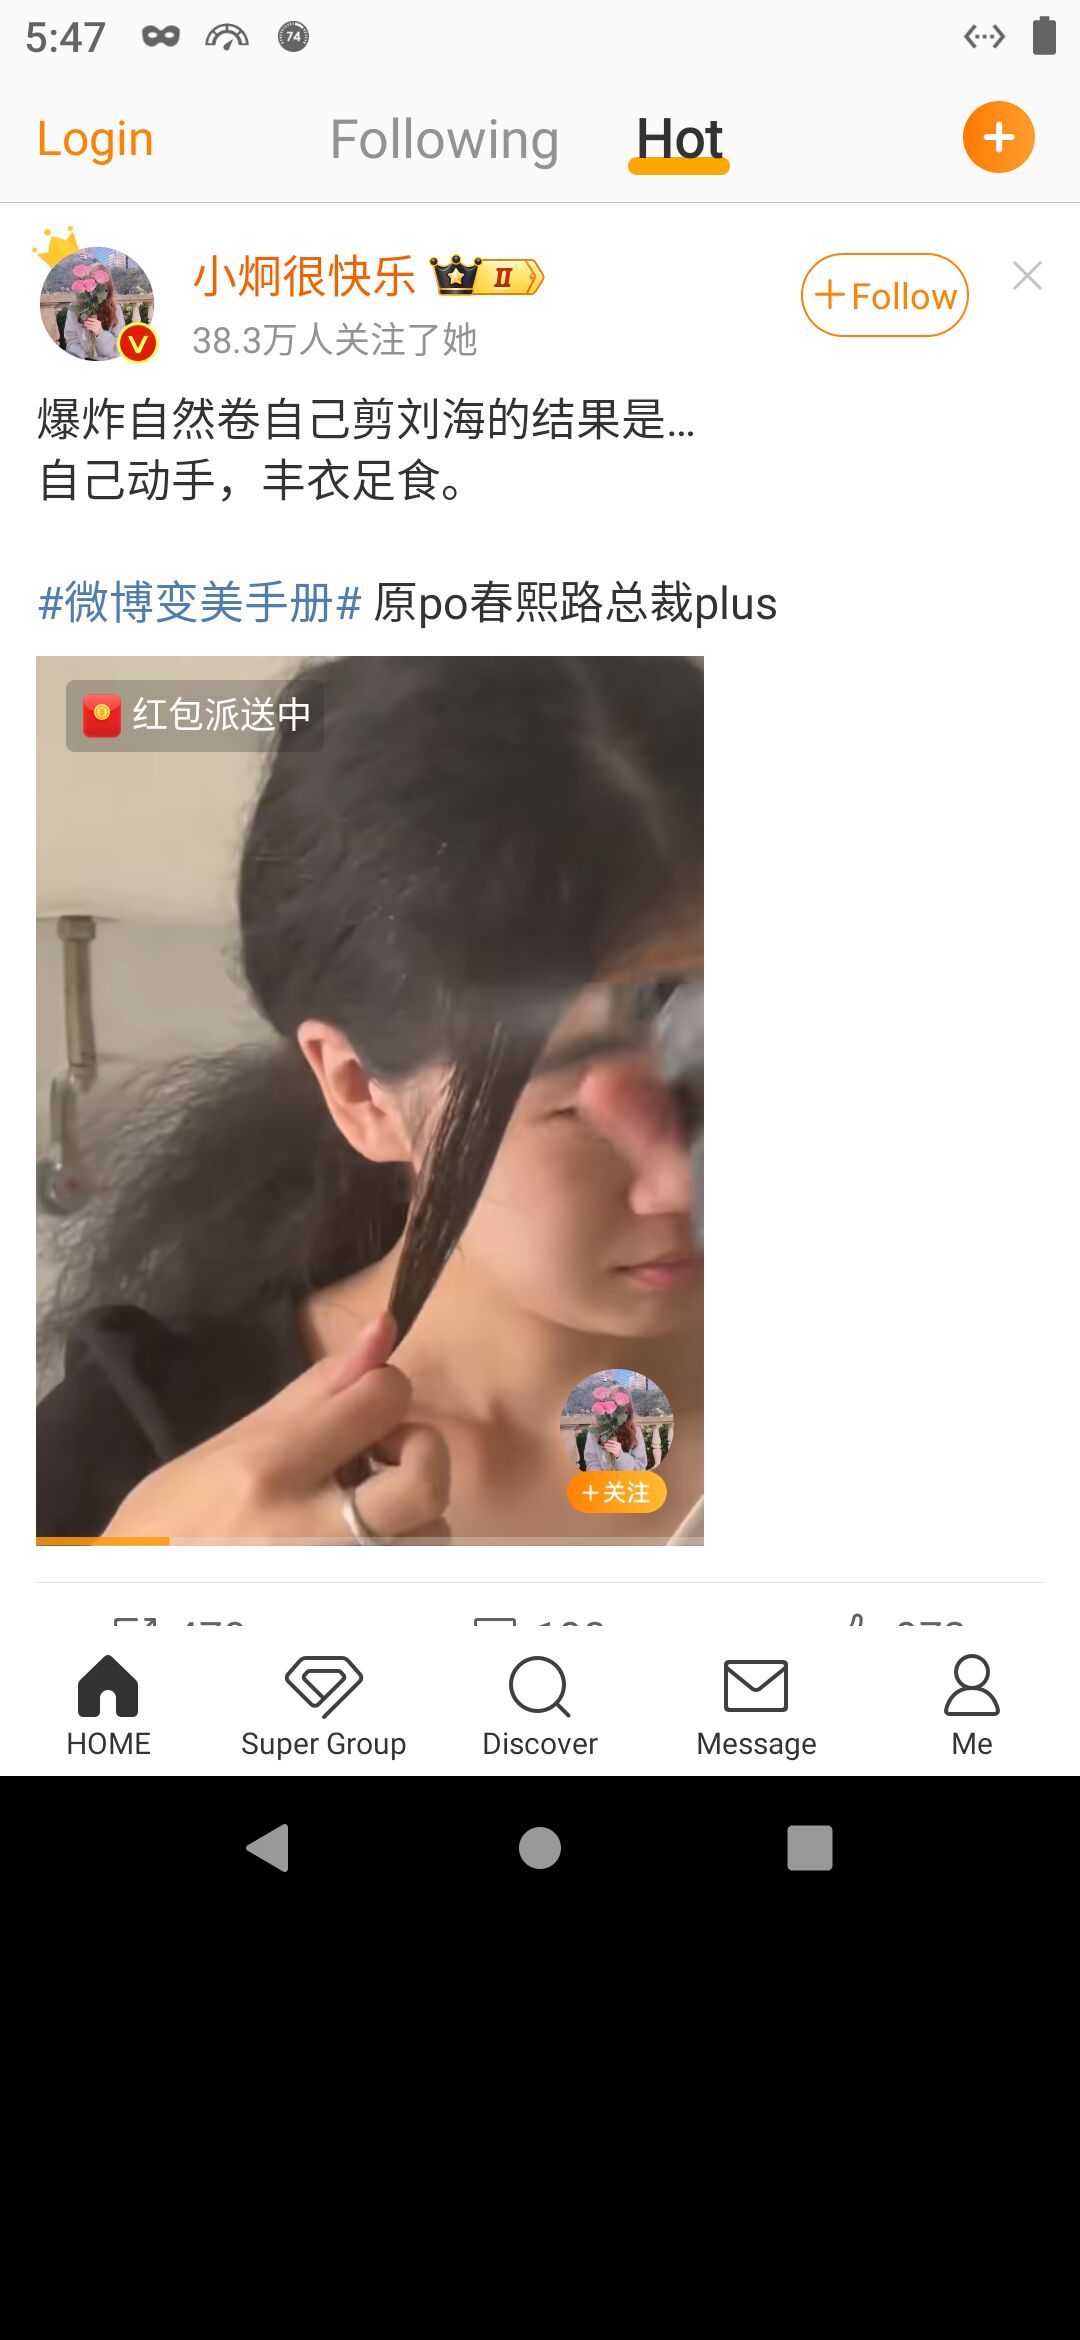 5:47
74
Login
Following
Hot
小炯很快乐
II
38.3万人关注了她
+Follow
爆炸自然卷自己剪刘海的结果是...
自己动手，丰衣足食。
#微博变美手册# 原po春熙路总裁plus
红包派送中
+关注
HOME
Super Group
Discover
Message
Me